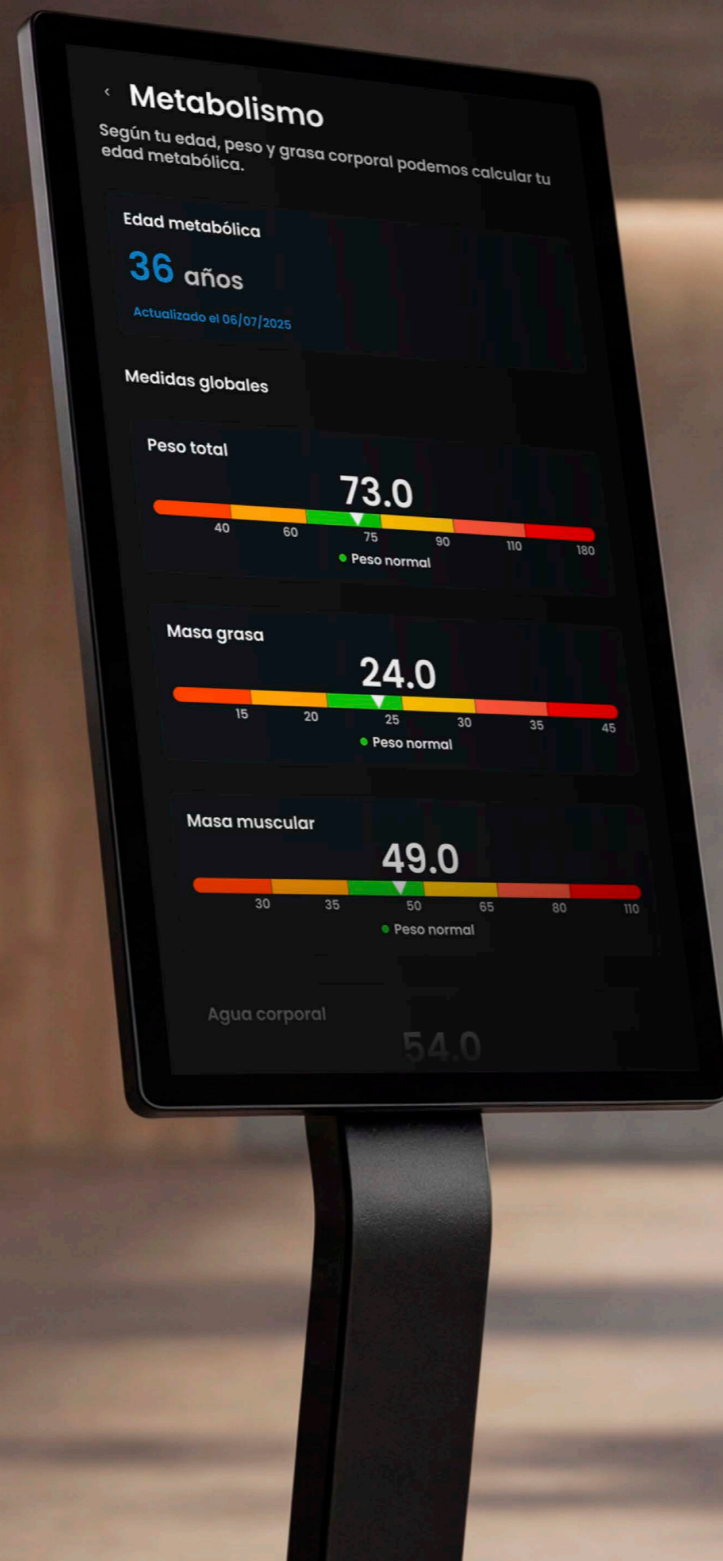 ‹ Metabolismo
Según tu edad, peso y grasa corporal podemos calcular tu
edad metabólica.
Edad metabólica
36 años
Actualizado el 06/07/2025
Medidas globales
Peso total
73.0
40 60 75 90 110 180
Peso normal
Masa grasa
24.0
15 20 25 30 35 45
Peso normal
Masa muscular
49.0
30 35 50 65 80 110
Peso normal
Agua corporal
54.0